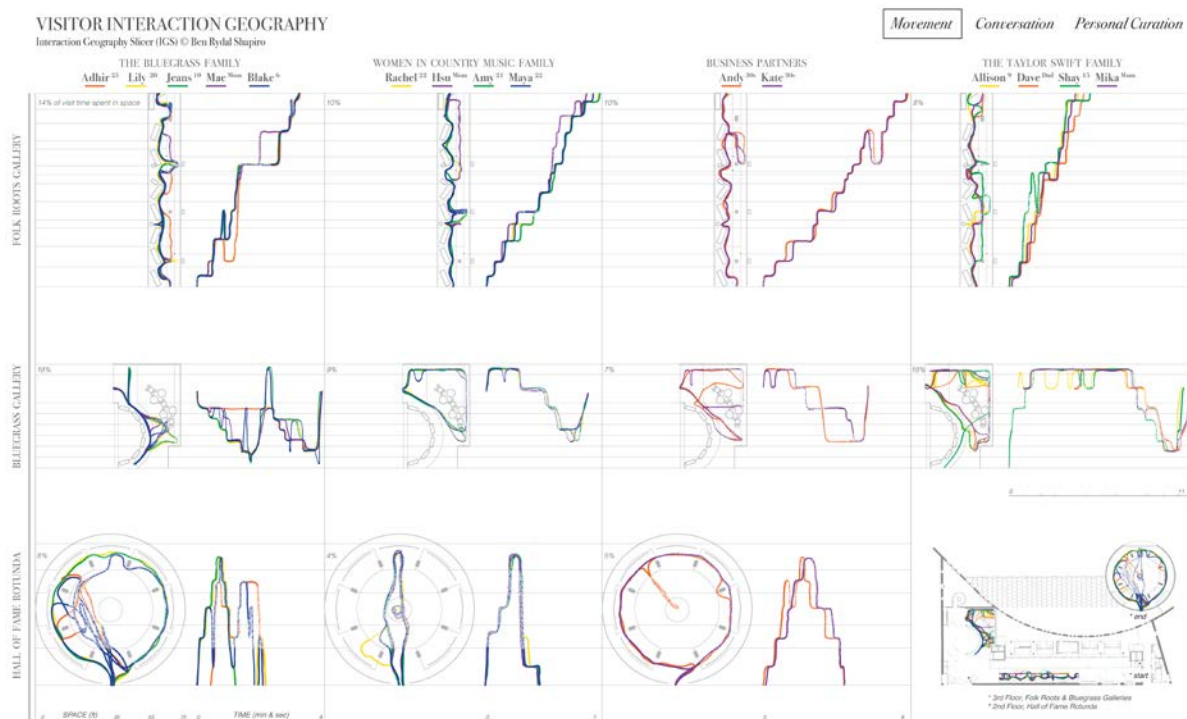 VISITOR INTERACTION GEOGRAPHY
Interaction Geography Slicer (IGS) © Ben Rydal Shapiro
Movement Conversation Personal Curation
THE BLUEGRASS FAMILY
Adhir 25 Lily 20 Jeans 19 Mae Mom Blake 6
WOMEN IN COUNTRY MUSIC FAMILY
Rachel 23 Hsu Mom Amy 21 Maya 22
BUSINESS PARTNERS
Andy 30s Kate 30s
THE TAYLOR SWIFT FAMILY
Allison 9 Dave Dad Shay 15 Mika Mom
FOLK ROOTS GALLERY
14% of visit time spent in space
10%
10%
8%
BLUEGRASS GALLERY
9%
7%
HALL OF FAME ROTUNDA
8%
4%
5%
* end
* start
* 3rd Floor, Folk Roots & Bluegrass Galleries
* 2nd Floor, Hall of Fame Rotunda
SPACE (ft)
TIME (min & sec)